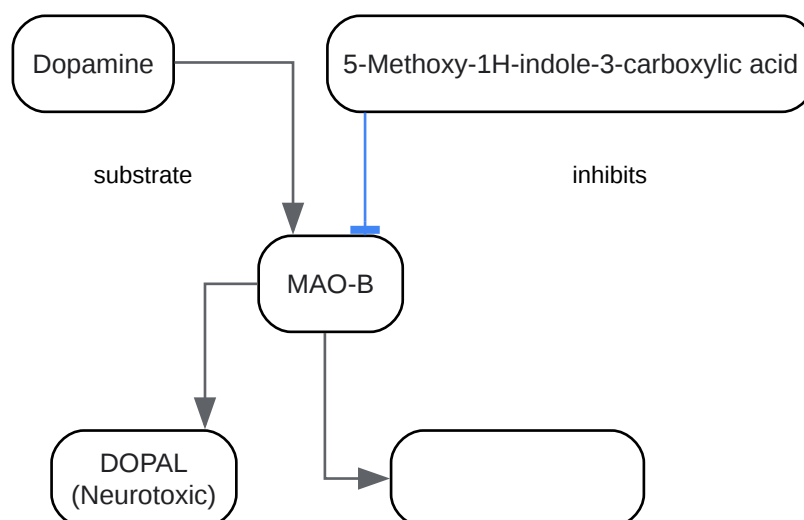 Dopamine
5-Methoxy-1H-indole-3-carboxylic acid
substrate
inhibits
MAO-B
DOPAL
(Neurotoxic)